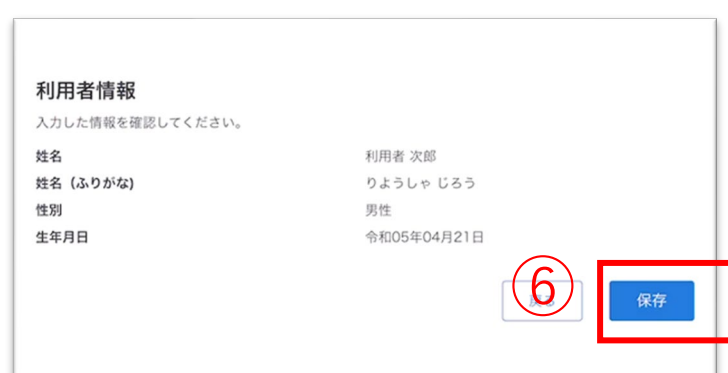 利用者情報
入力した情報を確認してください。
姓名 利用者 次郎
姓名 (ふりがな) りようしゃ じろう
性別 男性
生年月日 令和05年04月21日
⑥ 保存